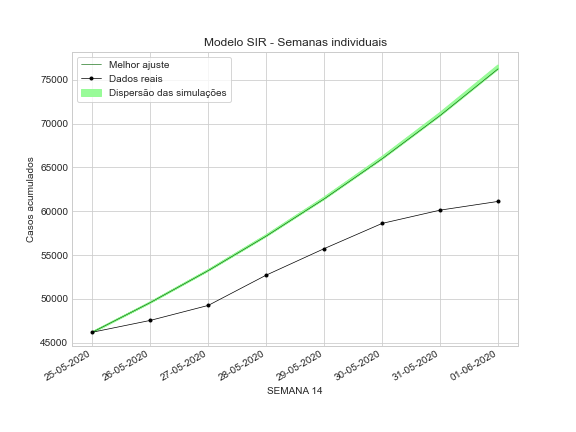 Modelo SIR - Semanas individuais
Melhor ajuste
Dados reais
Dispersão das simulações
Casos acumulados
75000
70000
65000
60000
55000
50000
45000
25-05-2020
26-05-2020
27-05-2020
28-05-2020
29-05-2020
30-05-2020
31-05-2020
01-06-2020
SEMANA 14